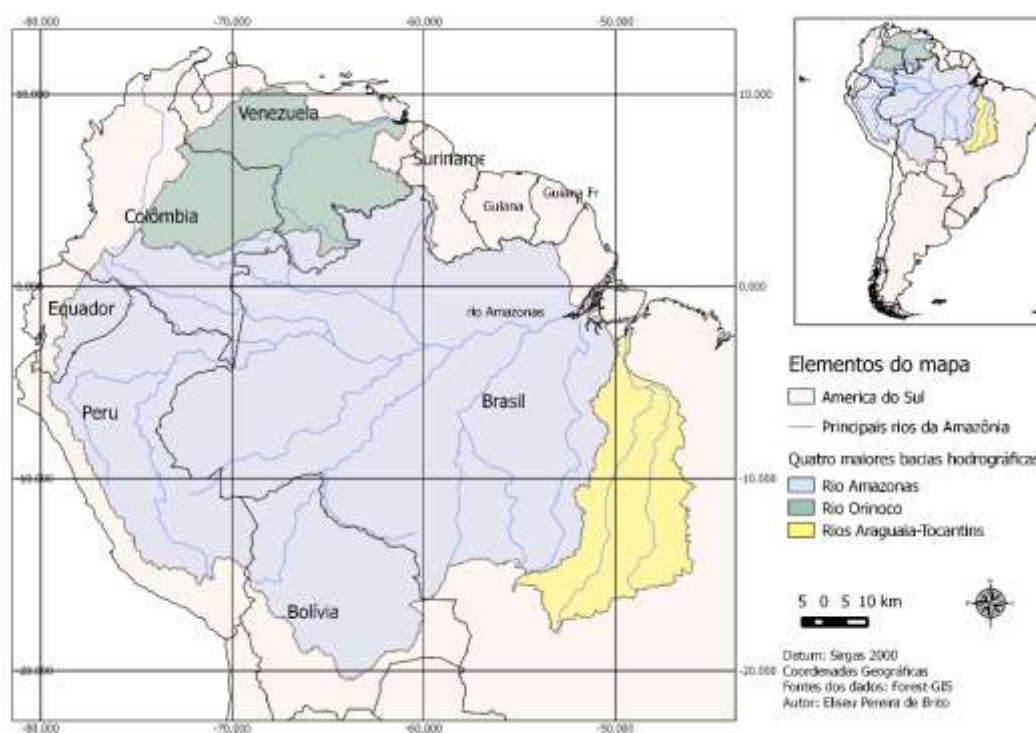 -80.000 -70.000 -60.000 -50.000
10.000 10.000
Venezuela
Suriname
Guiana Fr
Guiana
Colômbia
0.000 0.000
Equador
rio Amazonas
Peru
Brasil
-10.000 -10.000
Bolívia
-20.000 -20.000
-80.000 -70.000 -60.000 -50.000
Elementos do mapa
America do Sul
Principais rios da Amazônia
Quatro maiores bacias hodrográficas
Rio Amazonas
Rio Orinoco
Rios Araguaia-Tocantins
5 0 5 10 km
Datum: Sirgas 2000
Coordenadas Geográficas
Fontes dos dados: Forest-GIS
Autor: Eliseu Pereira de Brito